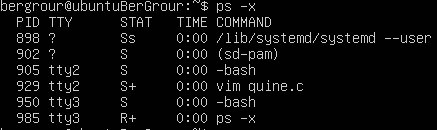 bergrour@ubuntuBerGrour:~$ ps -x
PID TTY STAT TIME COMMAND
898 ? Ss 0:00 /lib/systemd/systemd --user
902 ? S 0:00 (sd-pam)
905 tty2 S 0:00 -bash
929 tty2 S+ 0:00 vim quine.c
950 tty3 S 0:00 -bash
985 tty3 R+ 0:00 ps -x